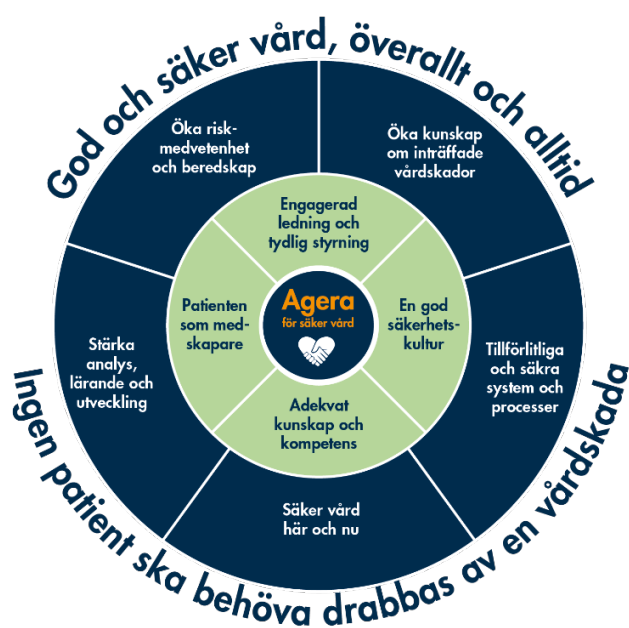 God och säker vård, överallt och alltid
Öka risk-
medvetenhet
och beredskap
Öka kunskap
om inträffade
vårdskador
Engagerad
ledning och
tydlig styrning
Patienten
som med-
skapare
Agera
för säker vård
En god
säkerhets-
kultur
Stärka
analys,
lärande och
utveckling
Tillförlitliga
och säkra
system och
processer
Adekvat
kunskap och
kompetens
Säker vård
här och nu
Ingen patient ska behöva drabbas av en vårdskada